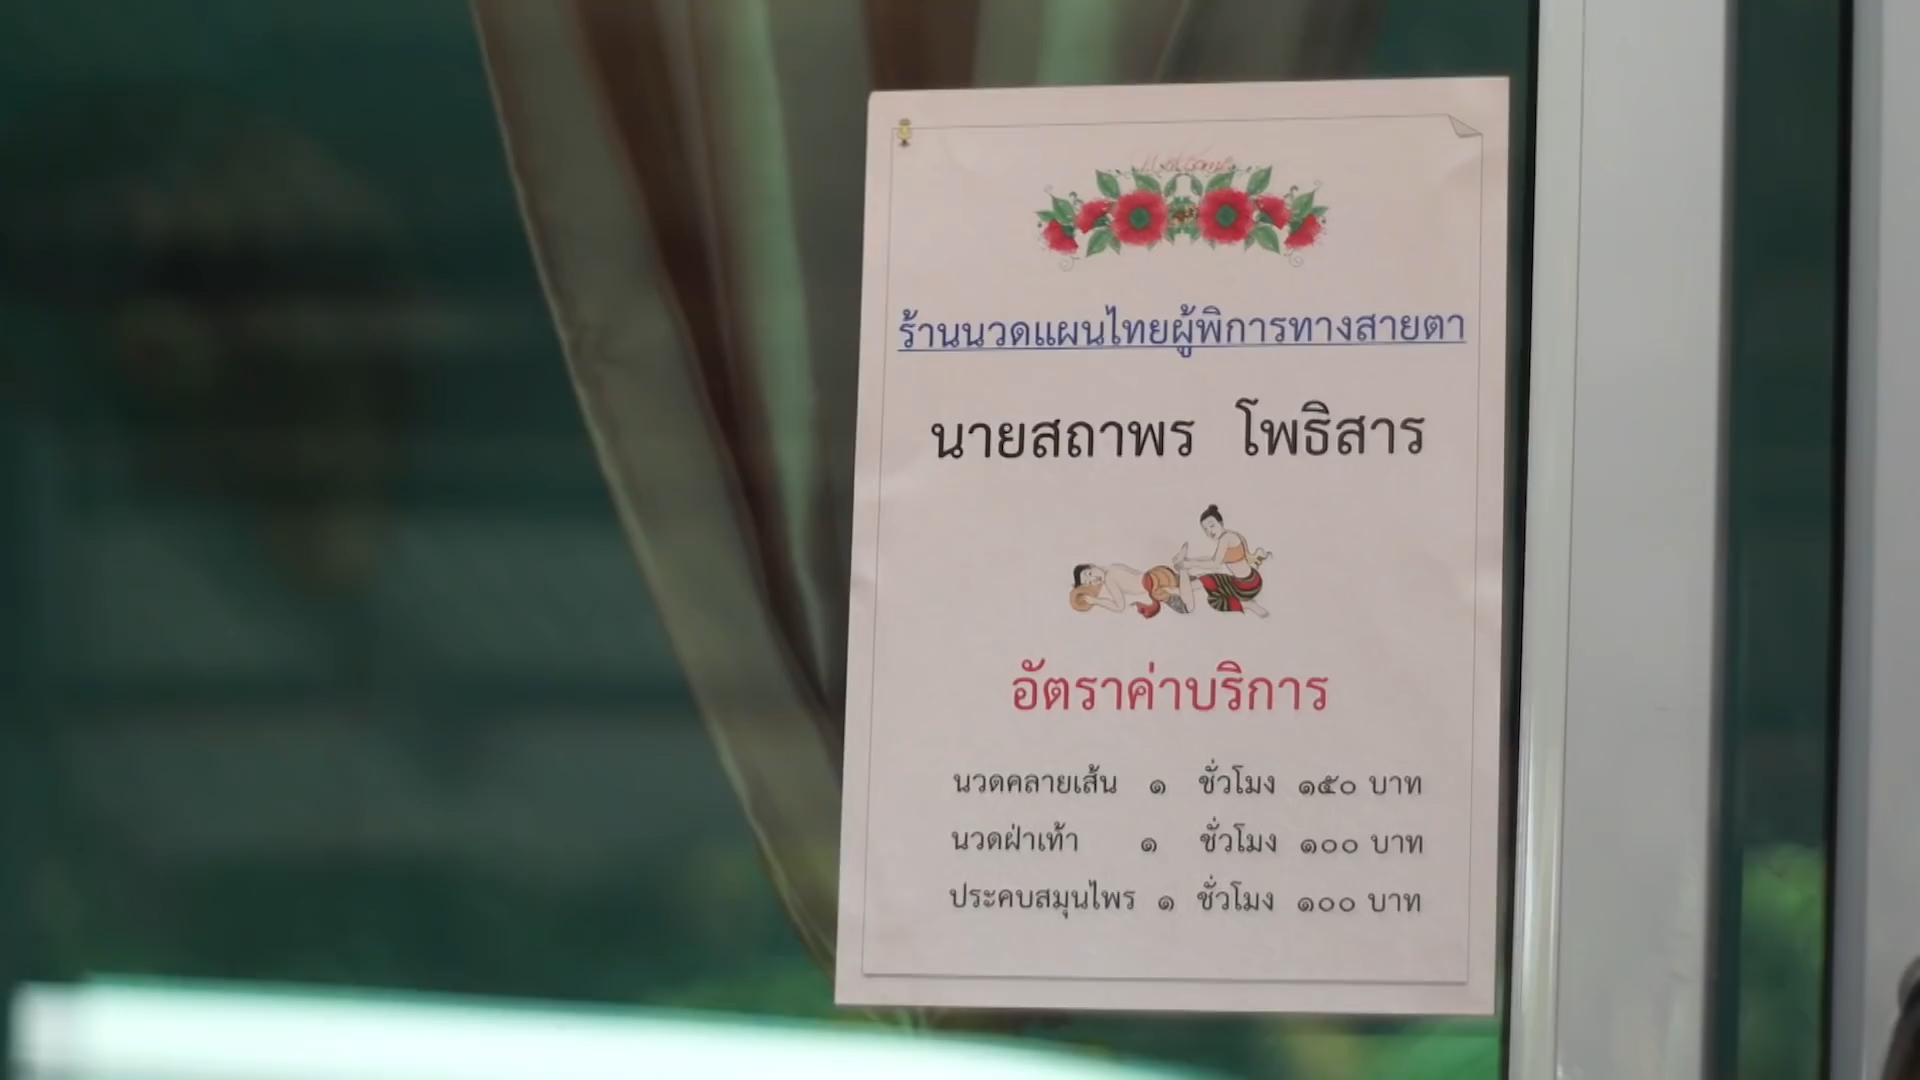 Welcome
ร้านนวดแผนไทยผู้พิการทางสายตา
นายสถาพร โพธิสาร
อัตราค่าบริการ
นวดคลายเส้น ๑ ชั่วโมง ๑๕๐ บาท
นวดฝ่าเท้า ๑ ชั่วโมง ๑๐๐ บาท
ประคบสมุนไพร ๑ ชั่วโมง ๑๐๐ บาท